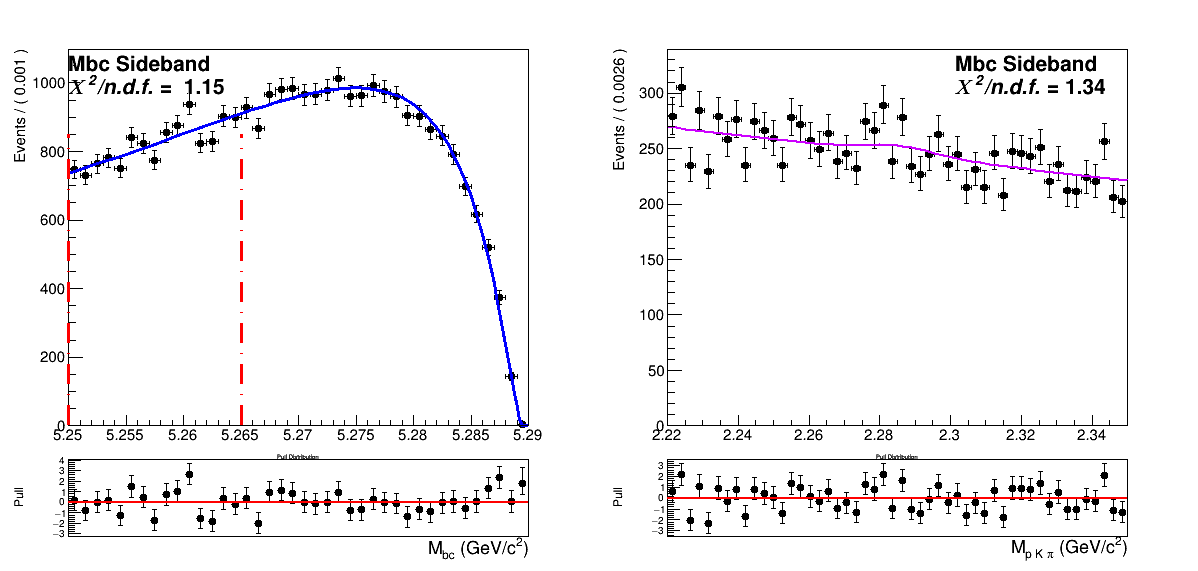 Mbc Sideband
X²/n.d.f. = 1.15
Events / ( 0.001 )
1000
800
600
400
200
0
5.25 5.255 5.26 5.265 5.27 5.275 5.28 5.285 5.29
Pull Distribution
Pull
4
3
2
1
0
−1
−2
−3
M_bc (GeV/c²)
Mbc Sideband
X²/n.d.f. = 1.34
Events / ( 0.0026 )
300
250
200
150
100
50
0
2.22 2.24 2.26 2.28 2.3 2.32 2.34
Pull Distribution
Pull
3
2
1
0
−1
−2
−3
M_p K π (GeV/c²)